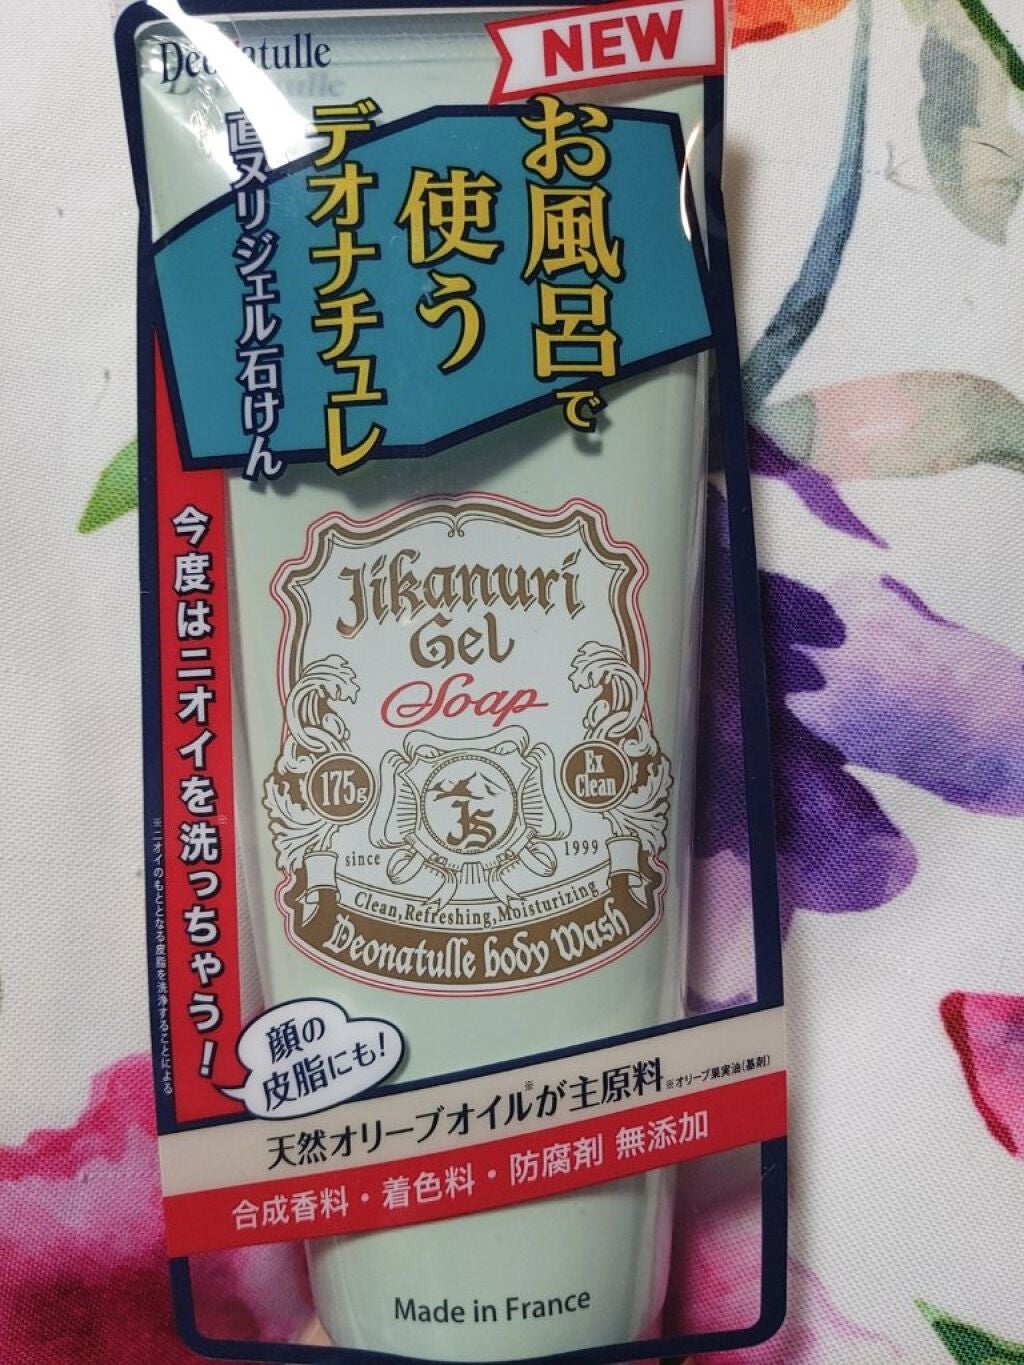 Deonatulle
NEW
お風呂で
使う
デオナチュレ
直ヌリジェル石けん
今度はニオイを洗っちゃう!
※
※ニオイのもととなる皮脂を洗浄することによる
Jikanuri
Gel
Soap
175g
Ex
Clean
JS
since 1999
Clean,Refreshing,Moisturizing
Deonatulle body Wash
顔の
皮脂にも!
天然オリーブオイル※が主原料 ※オリーブ果実油(基剤)
合成香料・着色料・防腐剤 無添加
Made in France